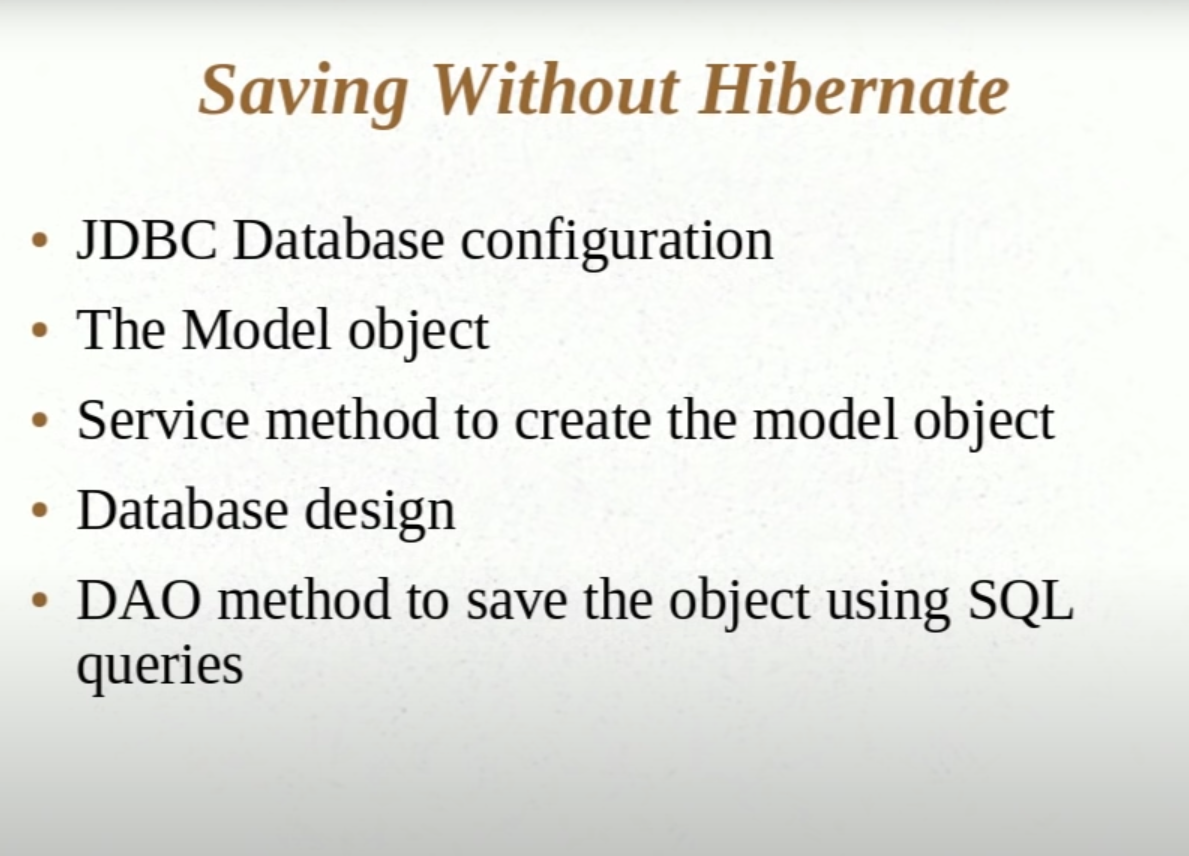 Saving Without Hibernate
• JDBC Database configuration
• The Model object
• Service method to create the model object
• Database design
• DAO method to save the object using SQL
queries